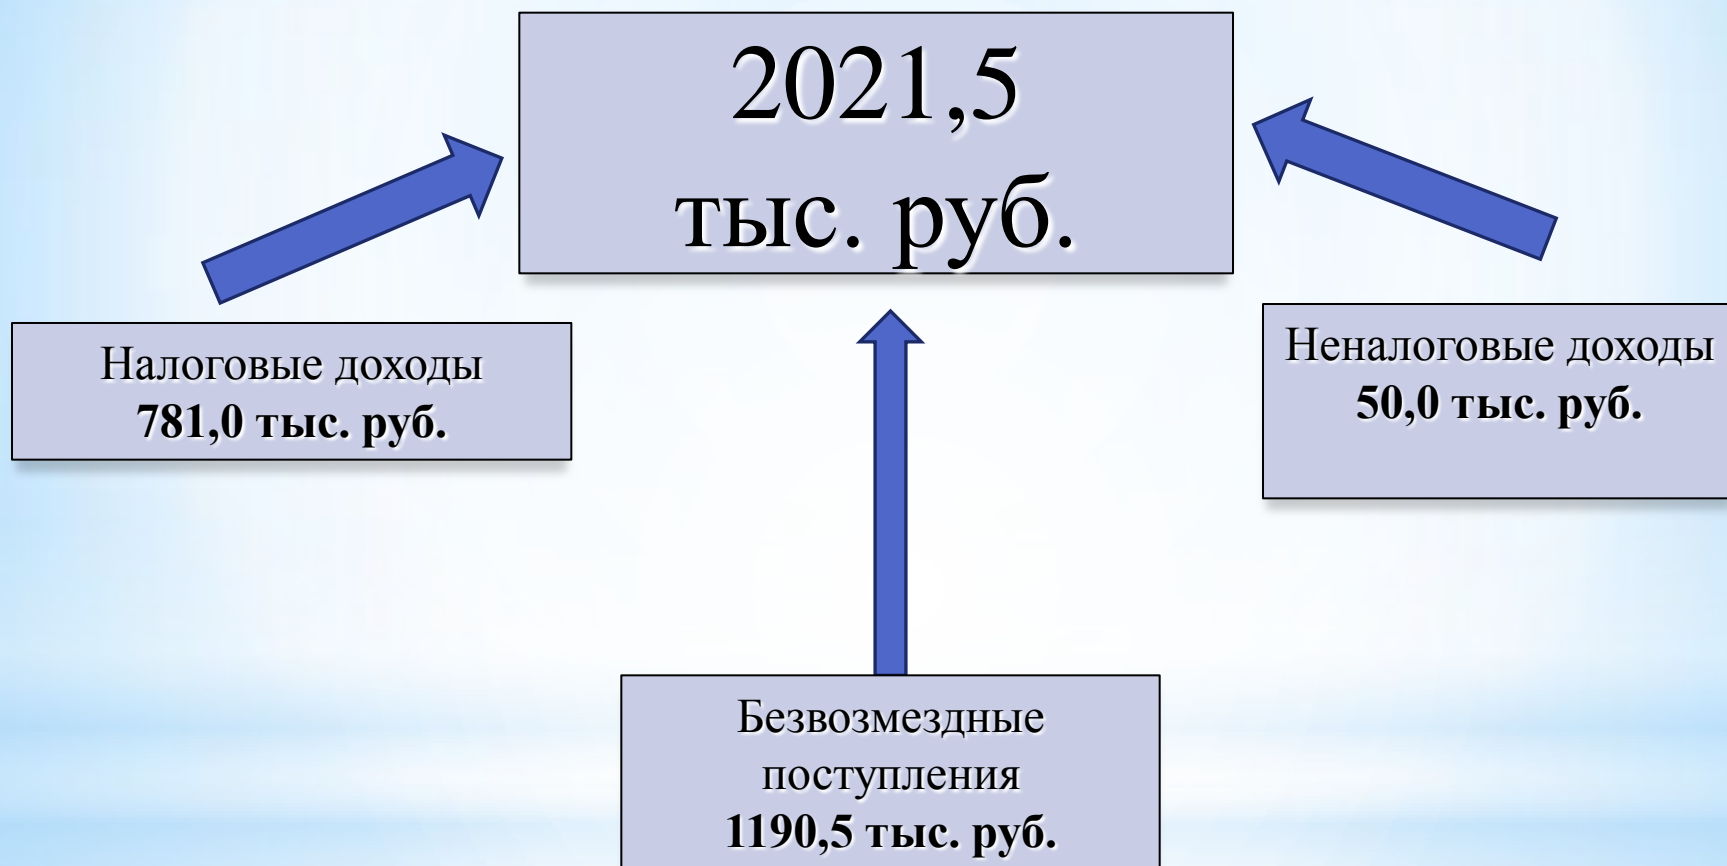 2021,5
тыс. руб.
Налоговые доходы
781,0 тыс. руб.
Неналоговые доходы
50,0 тыс. руб.
Безвозмездные
поступления
1190,5 тыс. руб.